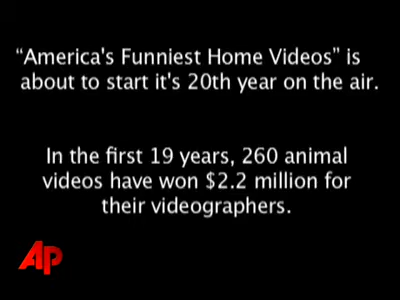 “America's Funniest Home Videos” is
about to start it's 20th year on the air.
In the first 19 years, 260 animal
videos have won $2.2 million for
their videographers.
AP